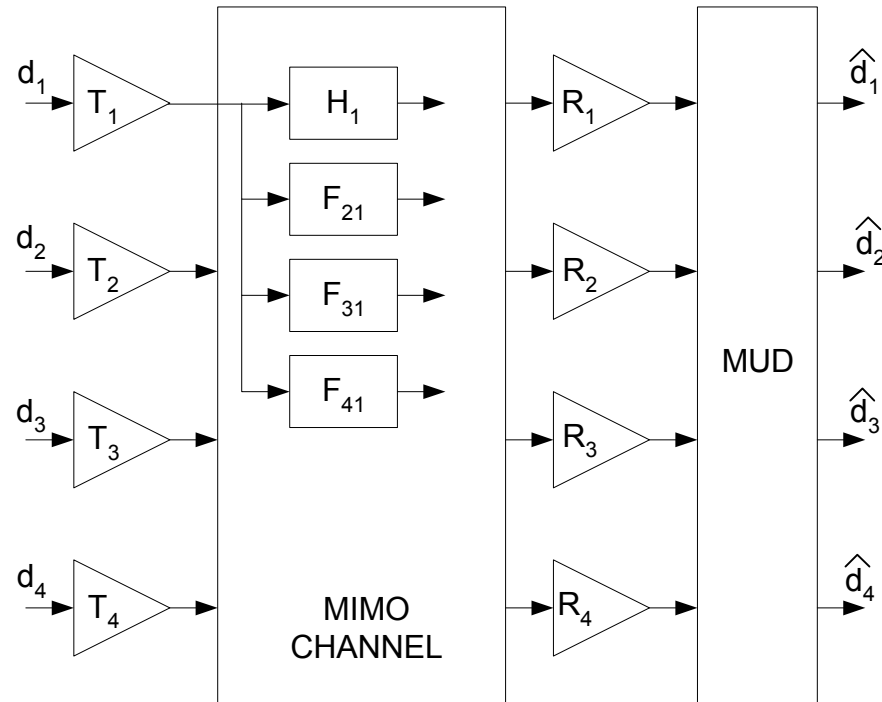 d₁ T₁ H₁ R₁ d̂₁
F₂₁
d₂ T₂ R₂ d̂₂
F₃₁
MUD
F₄₁
d₃ T₃ R₃ d̂₃
d₄ T₄ R₄ d̂₄
MIMO
CHANNEL